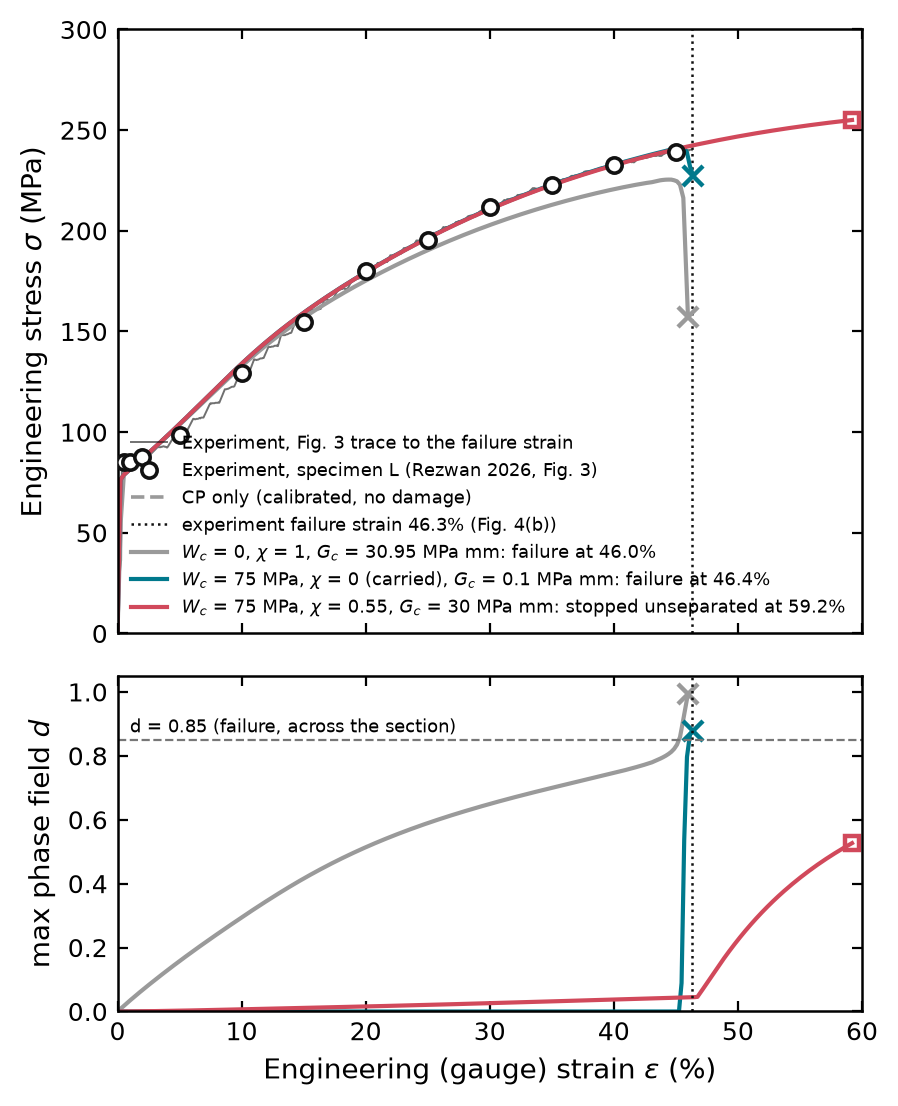 300
250
200
150
100
50
0
Engineering stress σ (MPa)
Experiment, Fig. 3 trace to the failure strain
Experiment, specimen L (Rezwan 2026, Fig. 3)
CP only (calibrated, no damage)
experiment failure strain 46.3% (Fig. 4(b))
W_c = 0, χ = 1, G_c = 30.95 MPa mm: failure at 46.0%
W_c = 75 MPa, χ = 0 (carried), G_c = 0.1 MPa mm: failure at 46.4%
W_c = 75 MPa, χ = 0.55, G_c = 30 MPa mm: stopped unseparated at 59.2%
1.0
0.8
0.6
0.4
0.2
0.0
max phase field d
d = 0.85 (failure, across the section)
0 10 20 30 40 50 60
Engineering (gauge) strain ε (%)